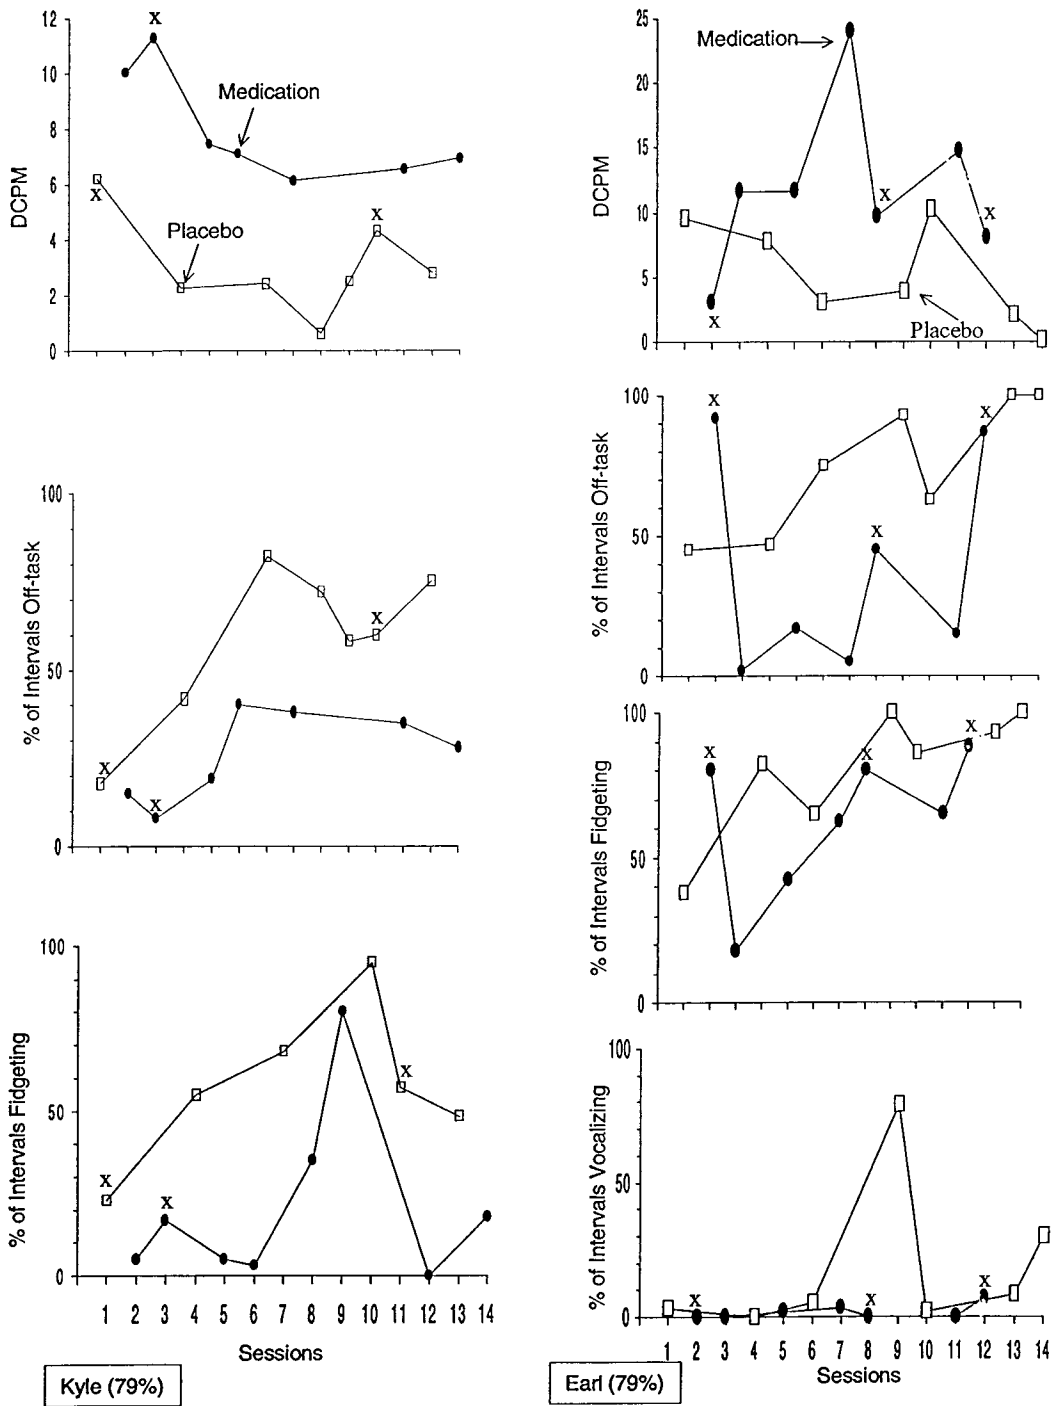 12
10
8
6
4
2
0
DCPM
x
x
x
Medication
Placebo
100
50
0
% of Intervals Off-task
x
x
x
100
50
0
% of Intervals Fidgeting
x
x
x
1 2 3 4 5 6 7 8 9 10 11 12 13 14
Sessions
Kyle (79%)
25
20
15
10
5
0
DCPM
Medication
x
x
x
Placebo
100
50
0
% of Intervals Off-task
x
x
x
100
50
0
% of Intervals Fidgeting
x
x
x
100
50
0
% of Intervals Vocalizing
x
x
x
1 2 3 4 5 6 7 8 9 10 11 12 13 14
Sessions
Earl (79%)